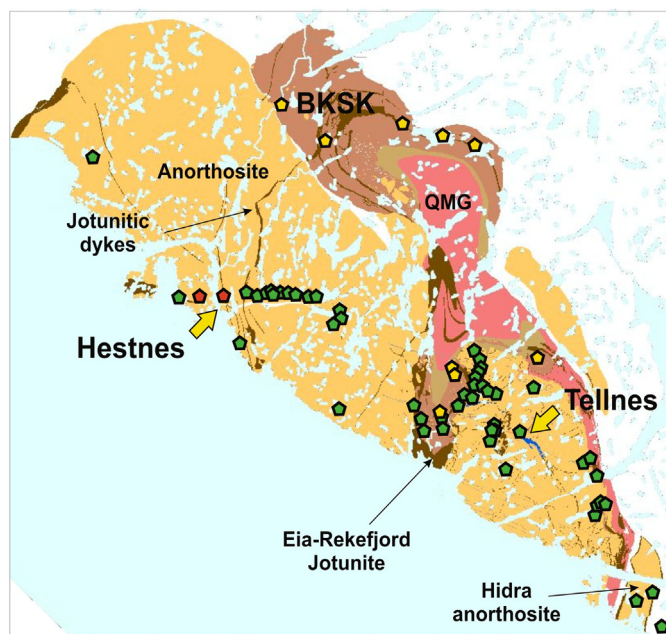 BKSK
Anorthosite
QMG
Jotunitic
dykes
Hestnes
Tellnes
Eia-Rekefjord
Jotunite
Hidra
anorthosite